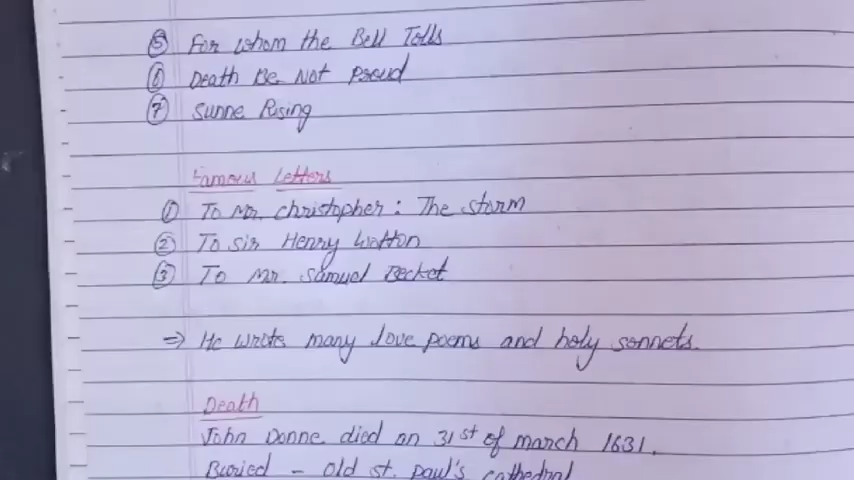 ⑤ For whom the Bell Tolls
⑥ Death Be Not Proud
⑦ Sunne Rising
Famous Letters
① To Mr. Christopher : The storm
② To Sir Henry Wotton
③ To Mr. Samuel Becket
⇒ He wrote many love poems and holy sonnets.
Death
John Donne died on 31st of march 1631.
Buried - old st. paul's cathedral